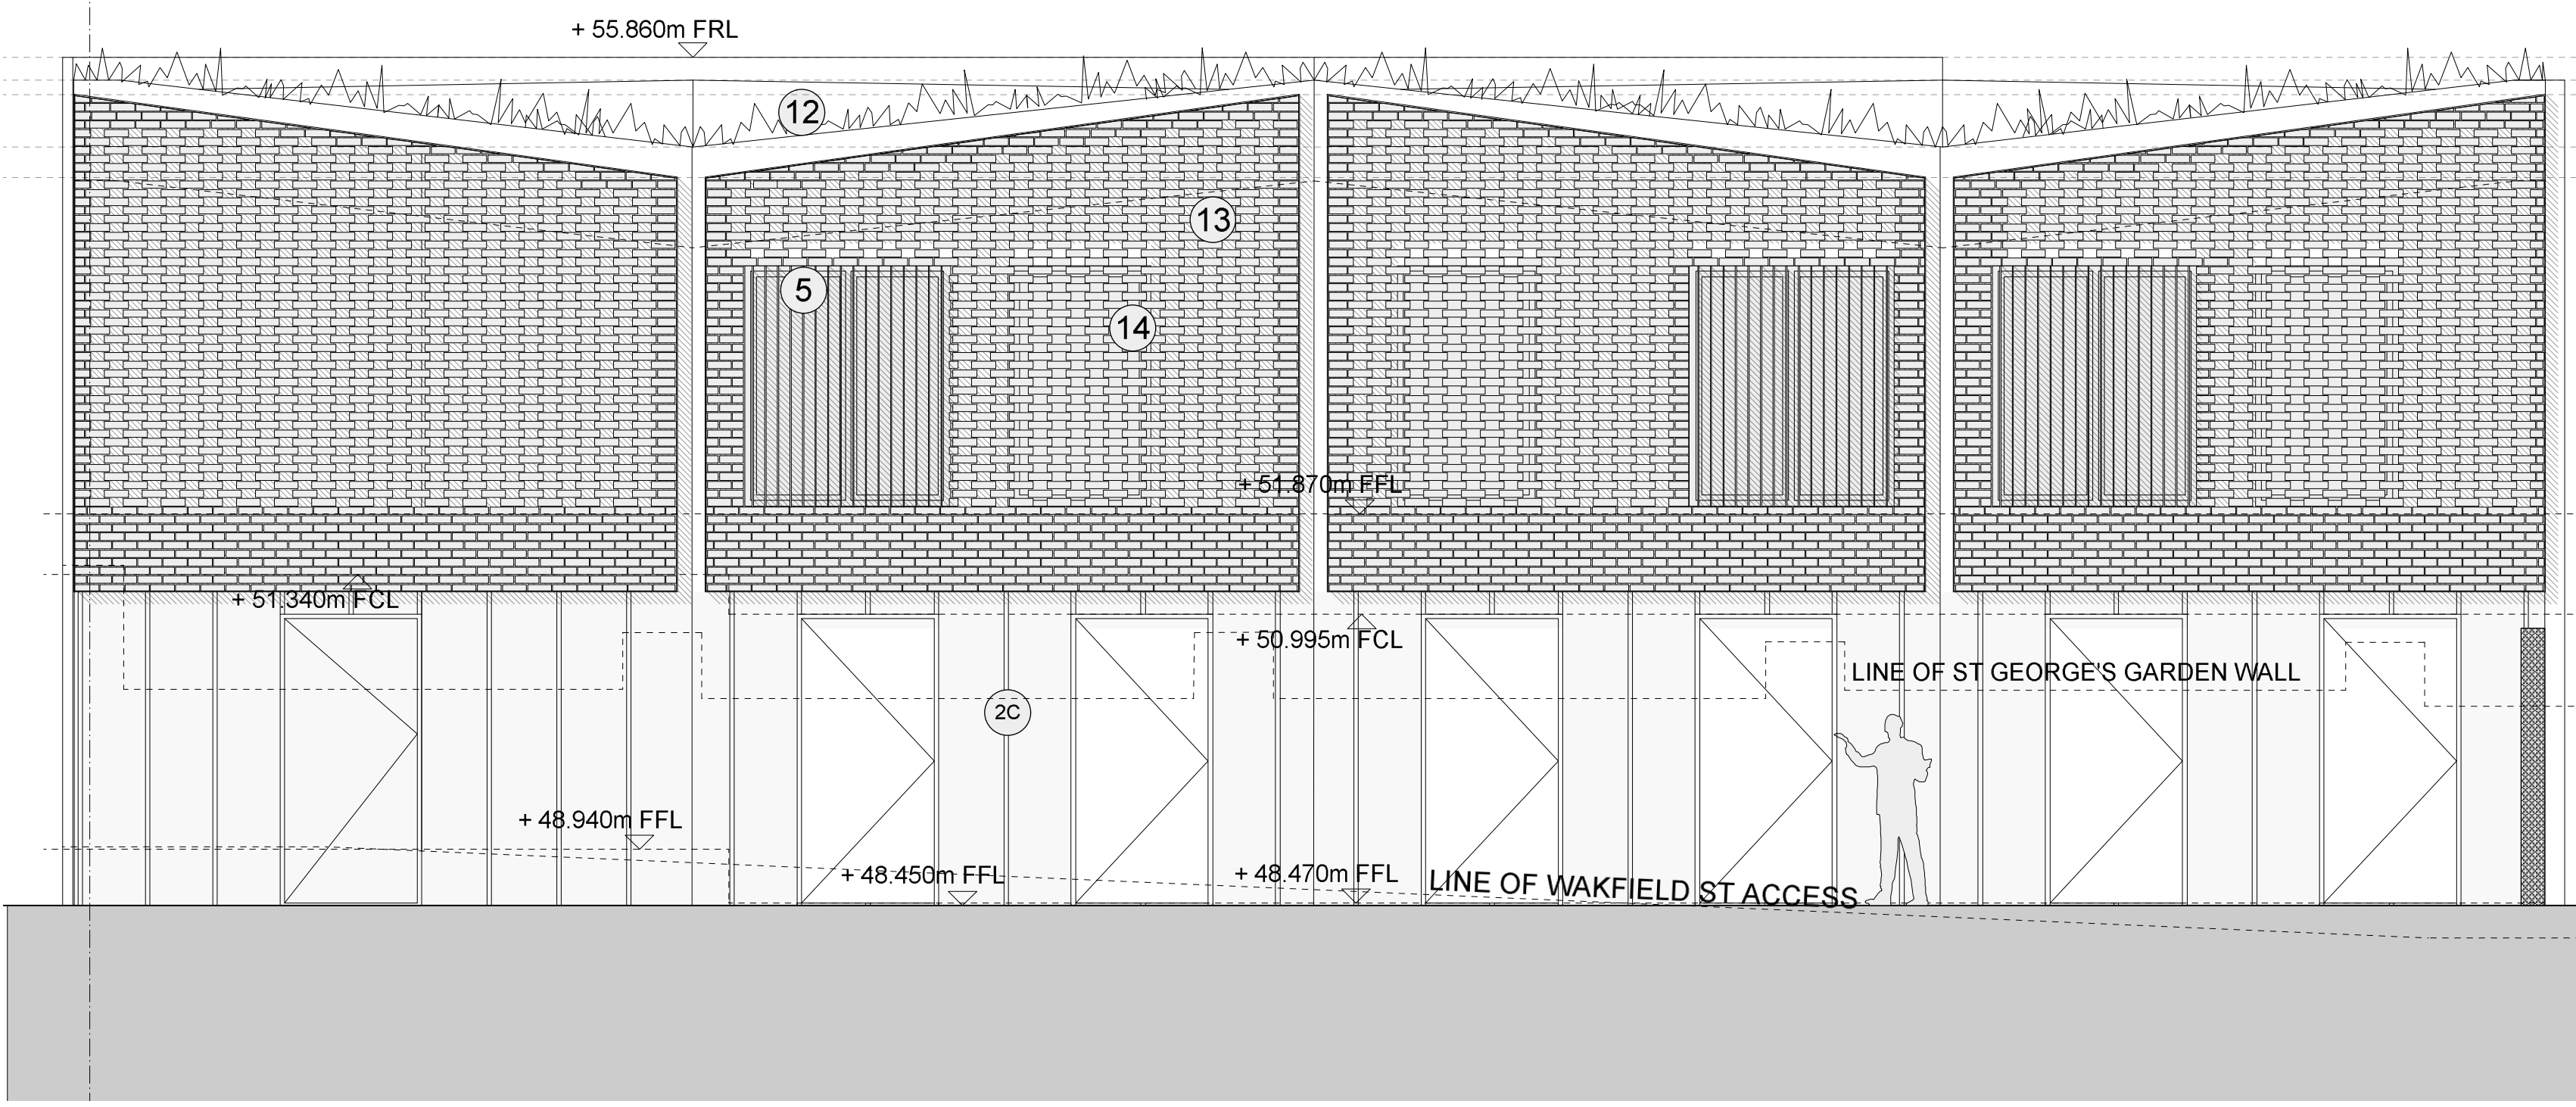 + 55.860m FRL
12
13
5
14
+ 51.870m FFL
+ 51.340m FCL
+ 50.995m FCL
LINE OF ST GEORGE'S GARDEN WALL
2C
+ 48.940m FFL
+ 48.450m FFL
+ 48.470m FFL
LINE OF WAKFIELD ST ACCESS